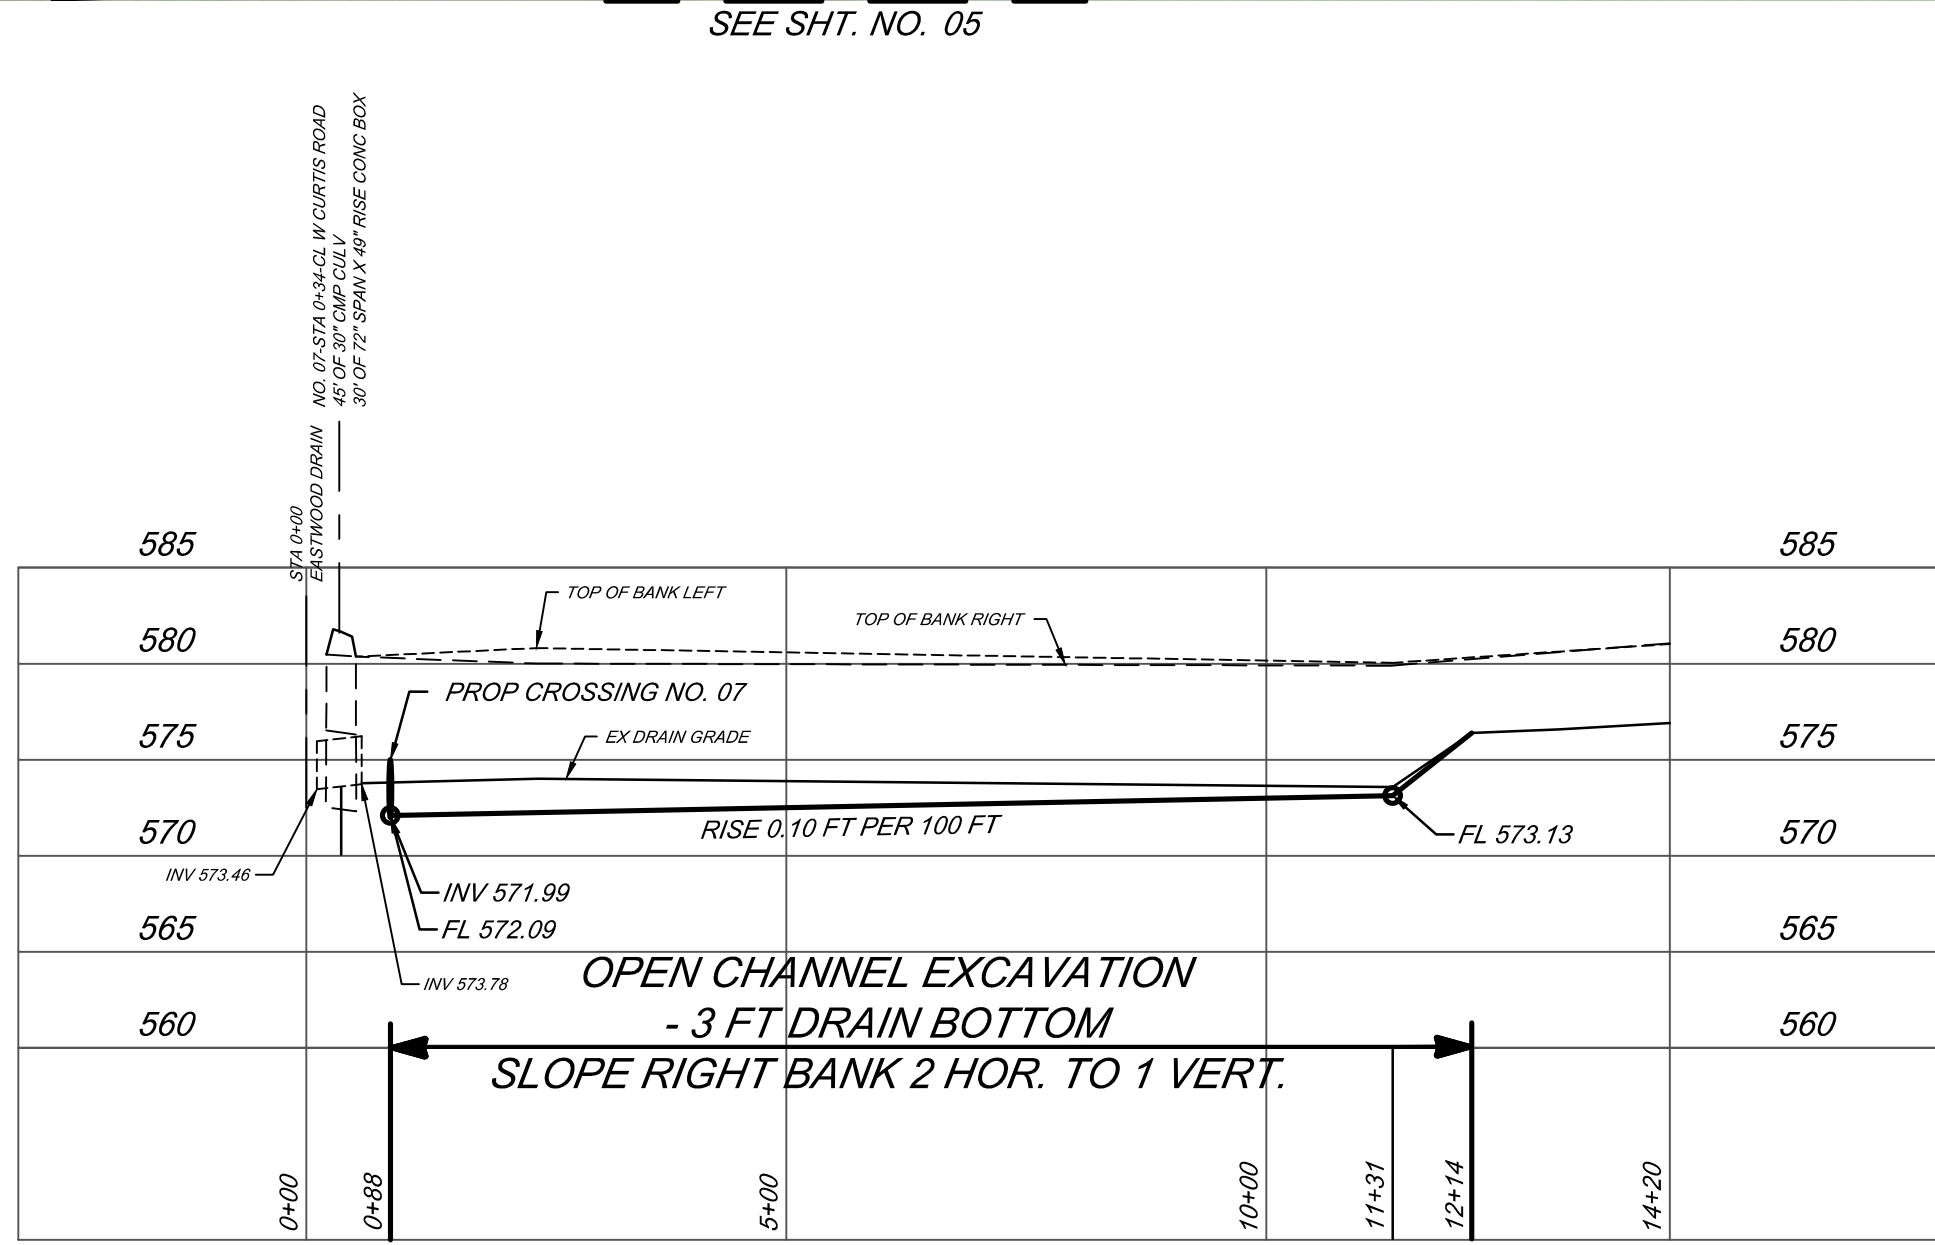 SEE SHT. NO. 05
NO. 07-STA 0+34-CL W CURTIS ROAD
45' OF 30" CMP CULV
30' OF 72" SPAN X 49" RISE CONC BOX
STA 0+00
EASTWOOD DRAIN
585
585
TOP OF BANK LEFT
TOP OF BANK RIGHT
580
580
PROP CROSSING NO. 07
575
EX DRAIN GRADE
575
570
RISE 0.10 FT PER 100 FT
FL 573.13
570
INV 573.46
INV 571.99
565
FL 572.09
565
INV 573.78
OPEN CHANNEL EXCAVATION
560
- 3 FT DRAIN BOTTOM
560
SLOPE RIGHT BANK 2 HOR. TO 1 VERT.
0+00
0+88
5+00
10+00
11+31
12+14
14+20